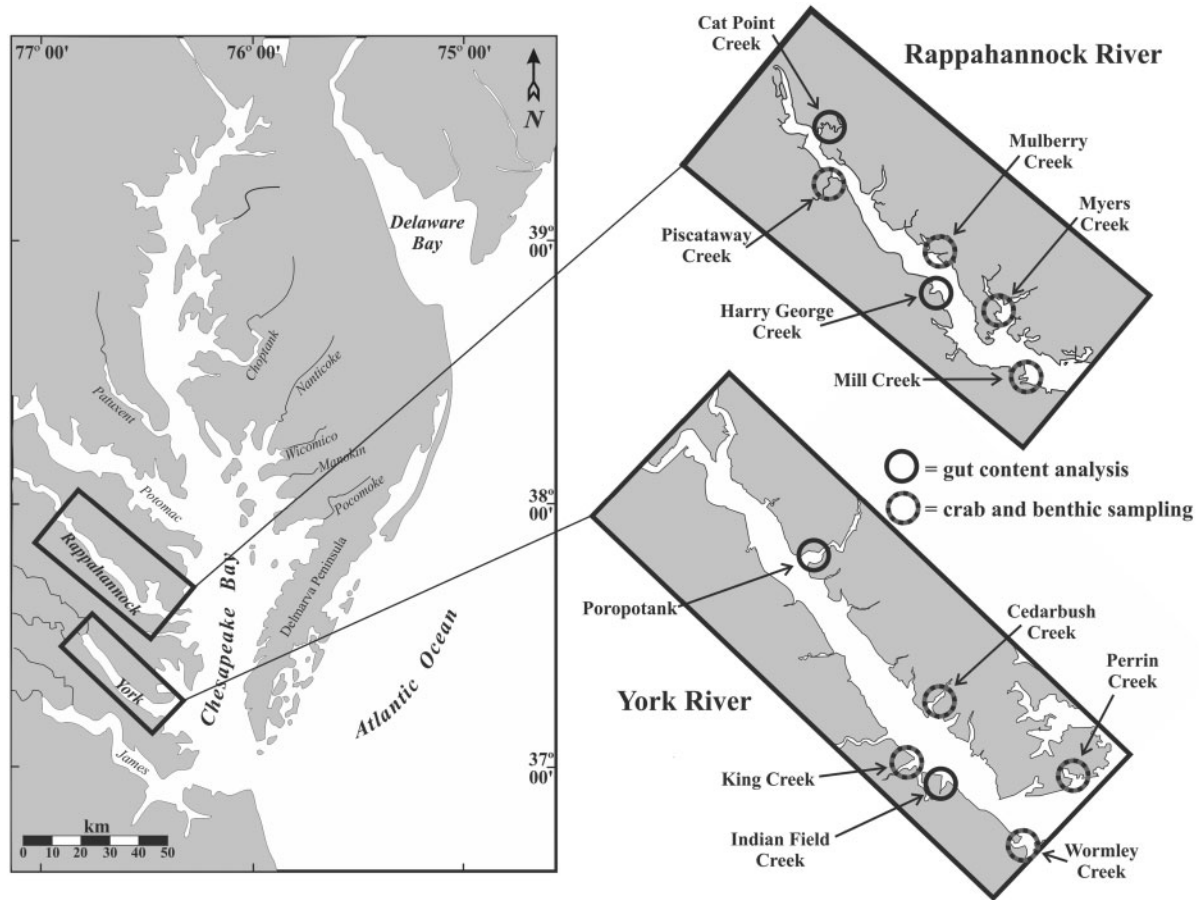 77° 00'
76° 00'
75° 00'
N
Delaware
Bay
39°
00'
Choptank
Nanticoke
Patuxent
Wicomico
Manokin
Pocomoke
Potomac
38°
00'
Rappahannock
Delmarva Peninsula
Chesapeake Bay
Atlantic Ocean
York
James
37°
00'
km
0 10 20 30 40 50
Cat Point
Creek
Rappahannock River
Mulberry
Creek
Myers
Creek
Piscataway
Creek
Harry George
Creek
Mill Creek
= gut content analysis
= crab and benthic sampling
Poropotank
Cedarbush
Creek
Perrin
Creek
York River
King Creek
Indian Field
Creek
Wormley
Creek